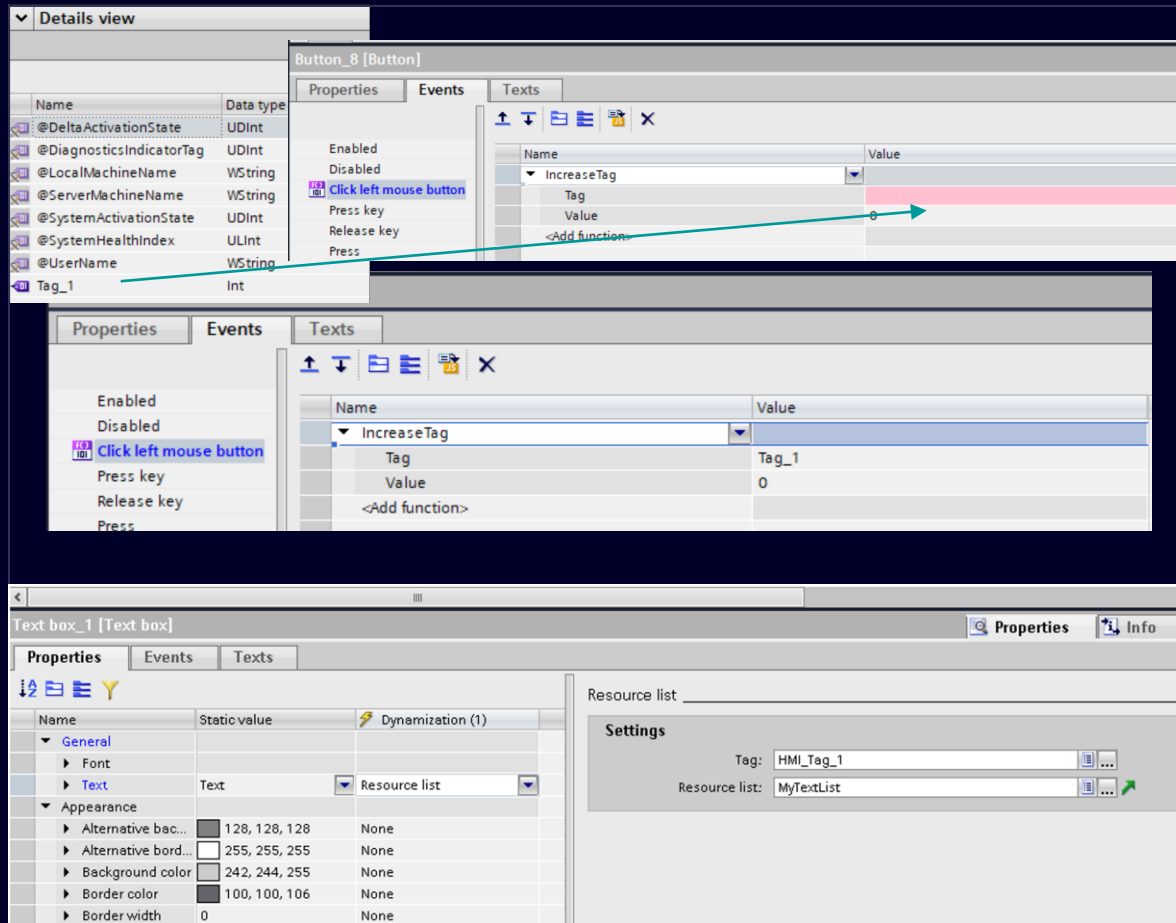 Details view
Name Data type
@DeltaActivationState UDInt
@DiagnosticsIndicatorTag UDInt
@LocalMachineName WString
@ServerMachineName WString
@SystemActivationState UDInt
@SystemHealthIndex ULInt
@UserName WString
Tag_1 Int
Button_8 [Button]
Properties Events Texts
Enabled
Disabled
Click left mouse button
Press key
Release key
Press
Name Value
IncreaseTag
Tag
Value 0
<Add function>
Properties Events Texts
Enabled
Disabled
Click left mouse button
Press key
Release key
Press
Name Value
IncreaseTag
Tag Tag_1
Value 0
<Add function>
Text box_1 [Text box]
Properties Info
Properties Events Texts
Name Static value Dynamization (1)
General
Font
Text Text Resource list
Appearance
Alternative bac... 128, 128, 128 None
Alternative bord... 255, 255, 255 None
Background color 242, 244, 255 None
Border color 100, 100, 106 None
Border width 0 None
Resource list
Settings
Tag: HMI_Tag_1
Resource list: MyTextList